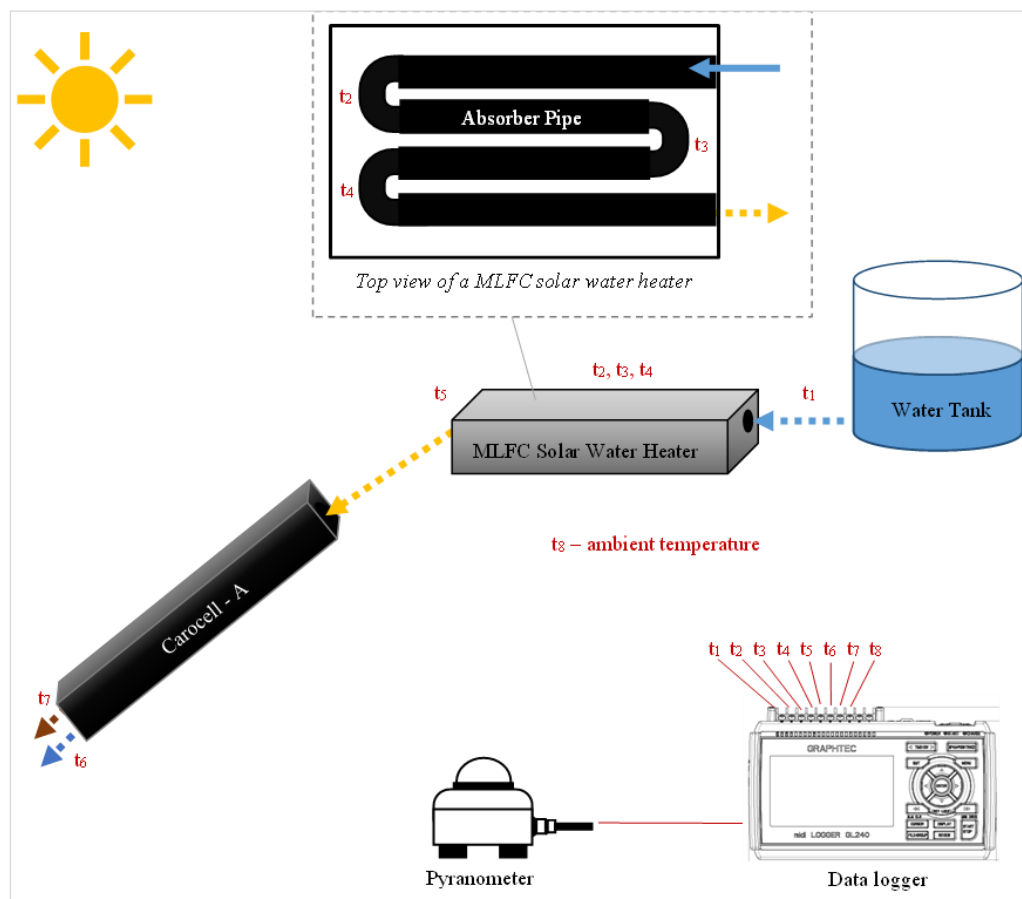 t2
Absorber Pipe
t3
t4
Top view of a MLFC solar water heater
t2, t3, t4
t5
t1
Water Tank
MLFC Solar Water Heater
t8 – ambient temperature
Carocell - A
t7
t6
t1 t2 t3 t4 t5 t6 t7 t8
GRAPHTEC
midi LOGGER GL240
Pyranometer
Data logger